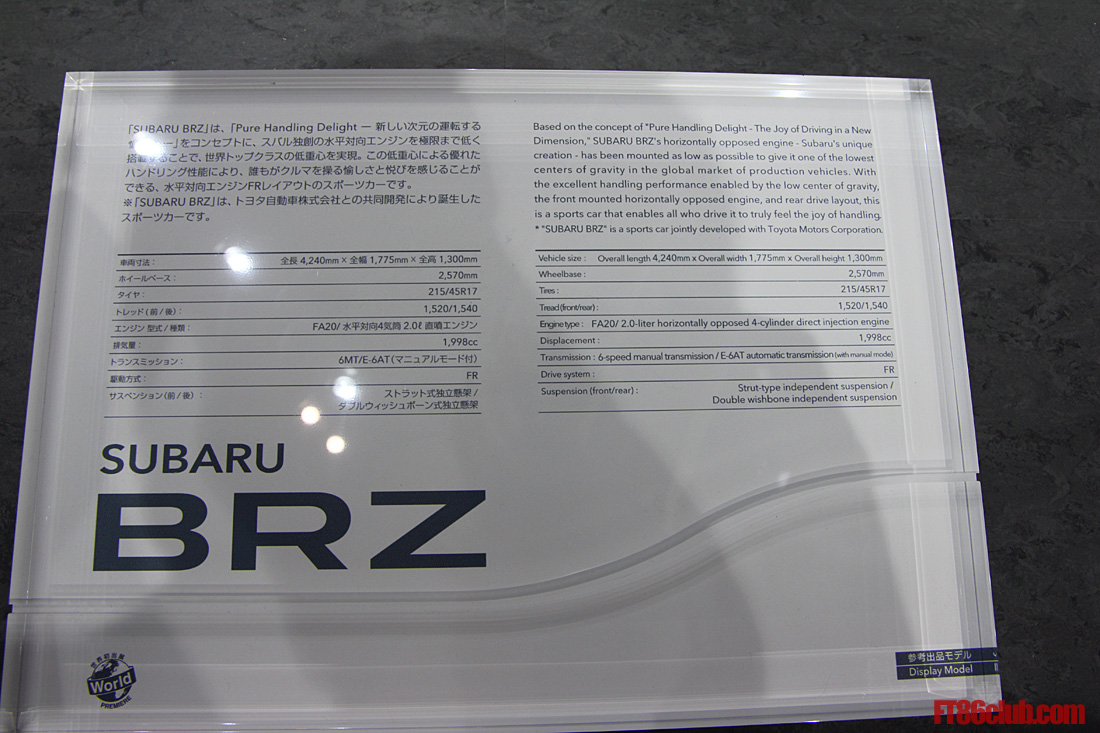 「SUBARU BRZ」は、「Pure Handling Delight ー 新しい次元の運転する
愉しさー」をコンセプトに、スバル独創の水平対向エンジンを極限まで低く
搭載することで、世界トップクラスの低重心を実現。この低重心による優れた
ハンドリング性能により、誰もがクルマを操る愉しさと悦びを感じることが
できる、水平対向エンジンFRレイアウトのスポーツカーです。
※「SUBARU BRZ」は、トヨタ自動車株式会社との共同開発により誕生した
スポーツカーです。
車両寸法： 全長 4,240mm × 全幅 1,775mm × 全高 1,300mm
ホイールベース： 2,570mm
タイヤ： 215/45R17
トレッド（前 / 後）： 1,520/1,540
エンジン 型式 / 種類： FA20/ 水平対向4気筒 2.0ℓ 直噴エンジン
排気量： 1,998cc
トランスミッション： 6MT/E-6AT（マニュアルモード付）
駆動方式： FR
サスペンション（前 / 後）： ストラット式独立懸架 /
ダブルウィッシュボーン式独立懸架
Based on the concept of "Pure Handling Delight - The Joy of Driving in a New
Dimension," SUBARU BRZ's horizontally opposed engine - Subaru's unique
creation - has been mounted as low as possible to give it one of the lowest
centers of gravity in the global market of production vehicles. With
the excellent handling performance enabled by the low center of gravity,
the front mounted horizontally opposed engine, and rear drive layout, this
is a sports car that enables all who drive it to truly feel the joy of handling.
* "SUBARU BRZ" is a sports car jointly developed with Toyota Motors Corporation.
Vehicle size : Overall length 4,240mm x Overall width 1,775mm x Overall height 1,300mm
Wheelbase : 2,570mm
Tires : 215/45R17
Tread (front/rear) : 1,520/1,540
Engine type : FA20/ 2.0-liter horizontally opposed 4-cylinder direct injection engine
Displacement : 1,998cc
Transmission : 6-speed manual transmission / E-6AT automatic transmission (with manual mode)
Drive system : FR
Suspension (front/rear) : Strut-type independent suspension /
Double wishbone independent suspension
SUBARU
BRZ
世界初出展
World
PREMIERE
参考出品モデル
Display Model
FT86club.com